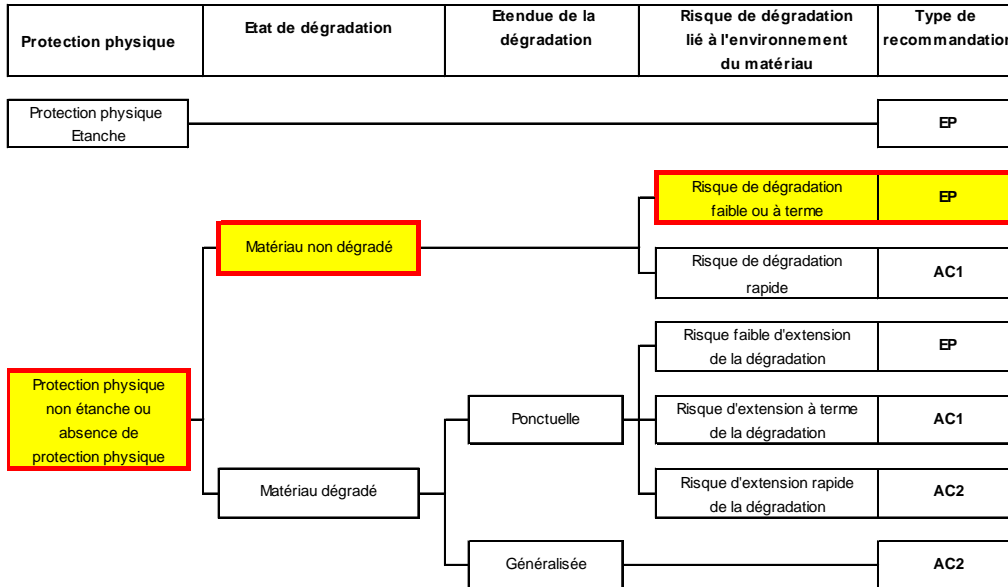 Protection physique
Etat de dégradation
Etendue de la
dégradation
Risque de dégradation
lié à l'environnement
du matériau
Type de
recommandation
Protection physique
Etanche
EP
Risque de dégradation
faible ou à terme
EP
Matériau non dégradé
Risque de dégradation
rapide
AC1
Risque faible d'extension
de la dégradation
EP
Protection physique
non étanche ou
absence de
protection physique
Ponctuelle
Risque d'extension à terme
de la dégradation
AC1
Matériau dégradé
Risque d'extension rapide
de la dégradation
AC2
Généralisée
AC2